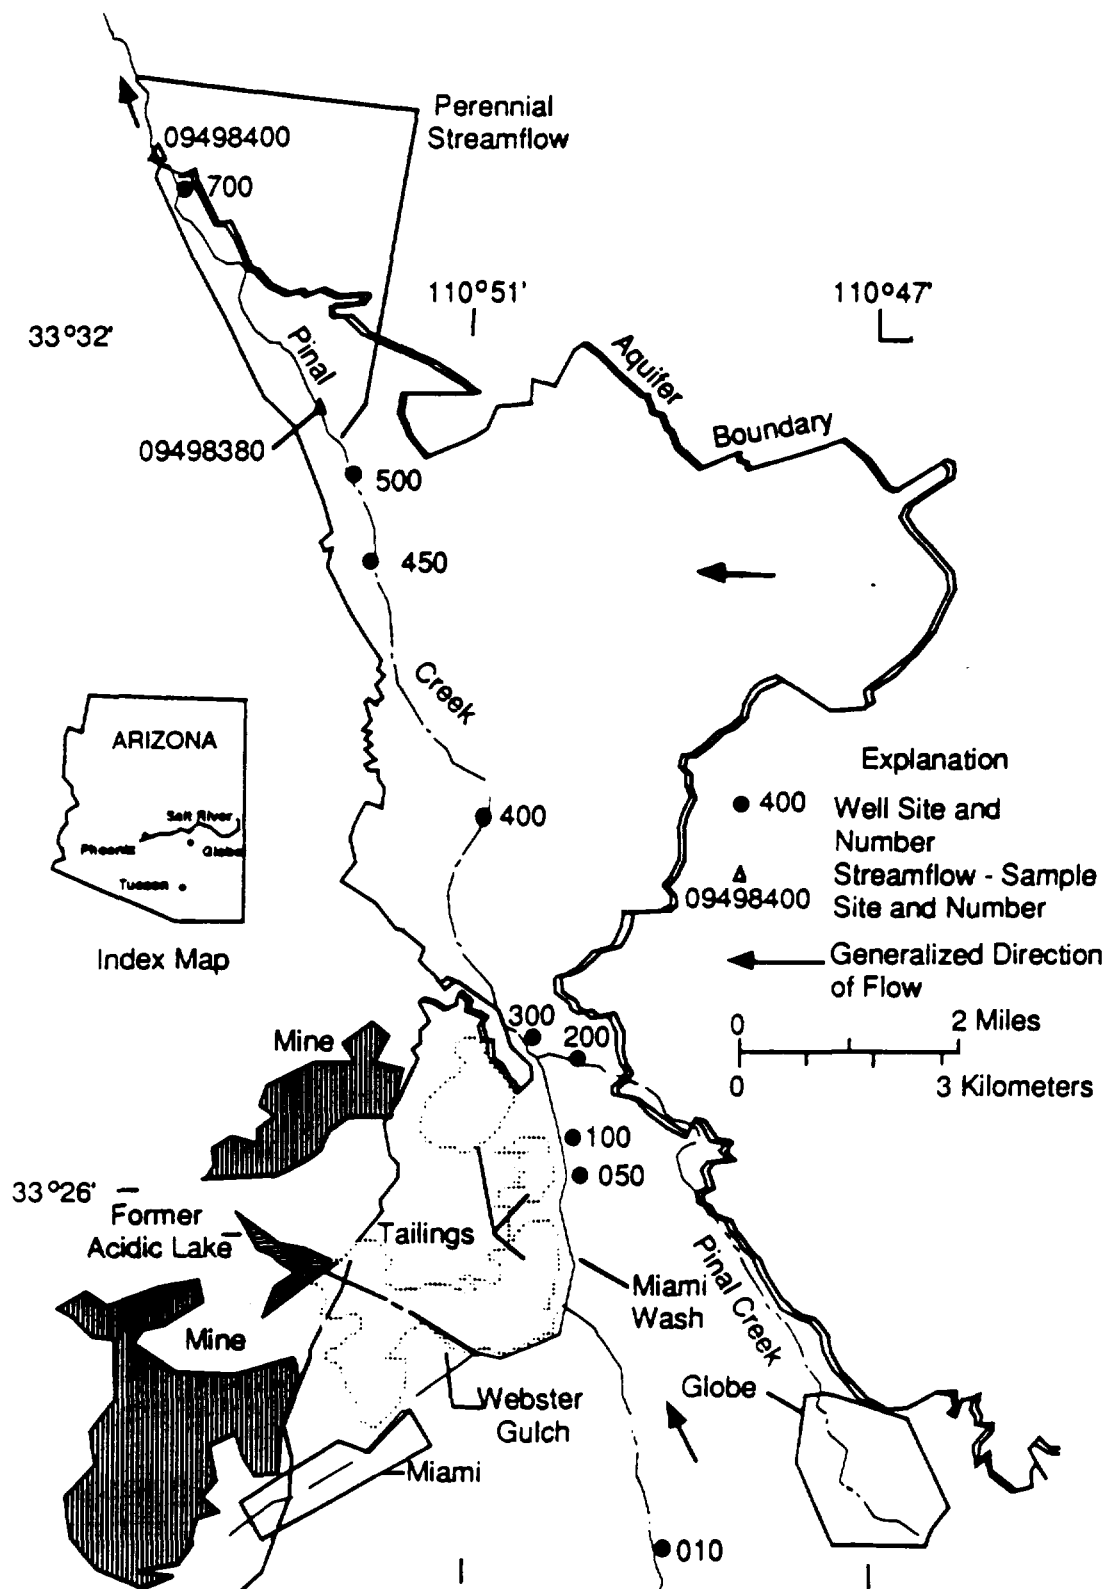 Perennial
Streamflow
09498400
700
110°51'
110°47'
33°32'
Pinal
Aquifer
Boundary
09498380
500
450
Creek
ARIZONA
Salt River
Phoenix
Globe
Tucson
Index Map
400
Explanation
400
Well Site and
Number
Streamflow - Sample
09498400
Site and Number
Generalized Direction
of Flow
0
2 Miles
0
3 Kilometers
300
200
Mine
100
050
33°26'
Former
Acidic Lake
Tailings
Miami
Wash
Pinal Creek
Mine
Globe
Webster
Gulch
Miami
010